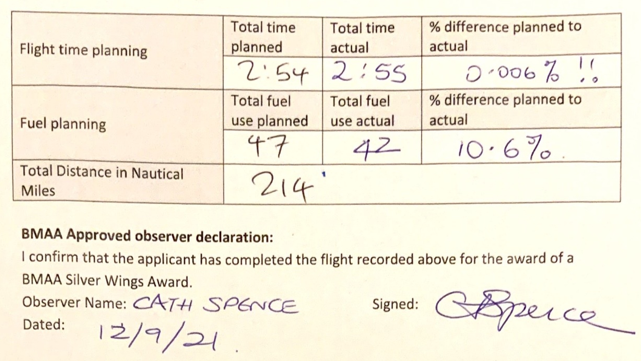 Total time Total time % difference planned to
Flight time planning planned actual actual
2:54 2:55 0.006% !!
Total fuel Total fuel % difference planned to
Fuel planning use planned use actual actual
47 42 10.6%.
Total Distance in Nautical
Miles 214
BMAA Approved observer declaration:
I confirm that the applicant has completed the flight recorded above for the award of a
BMAA Silver Wings Award.
Observer Name: CATH SPENCE Signed: CSpence
Dated: 12/9/21.